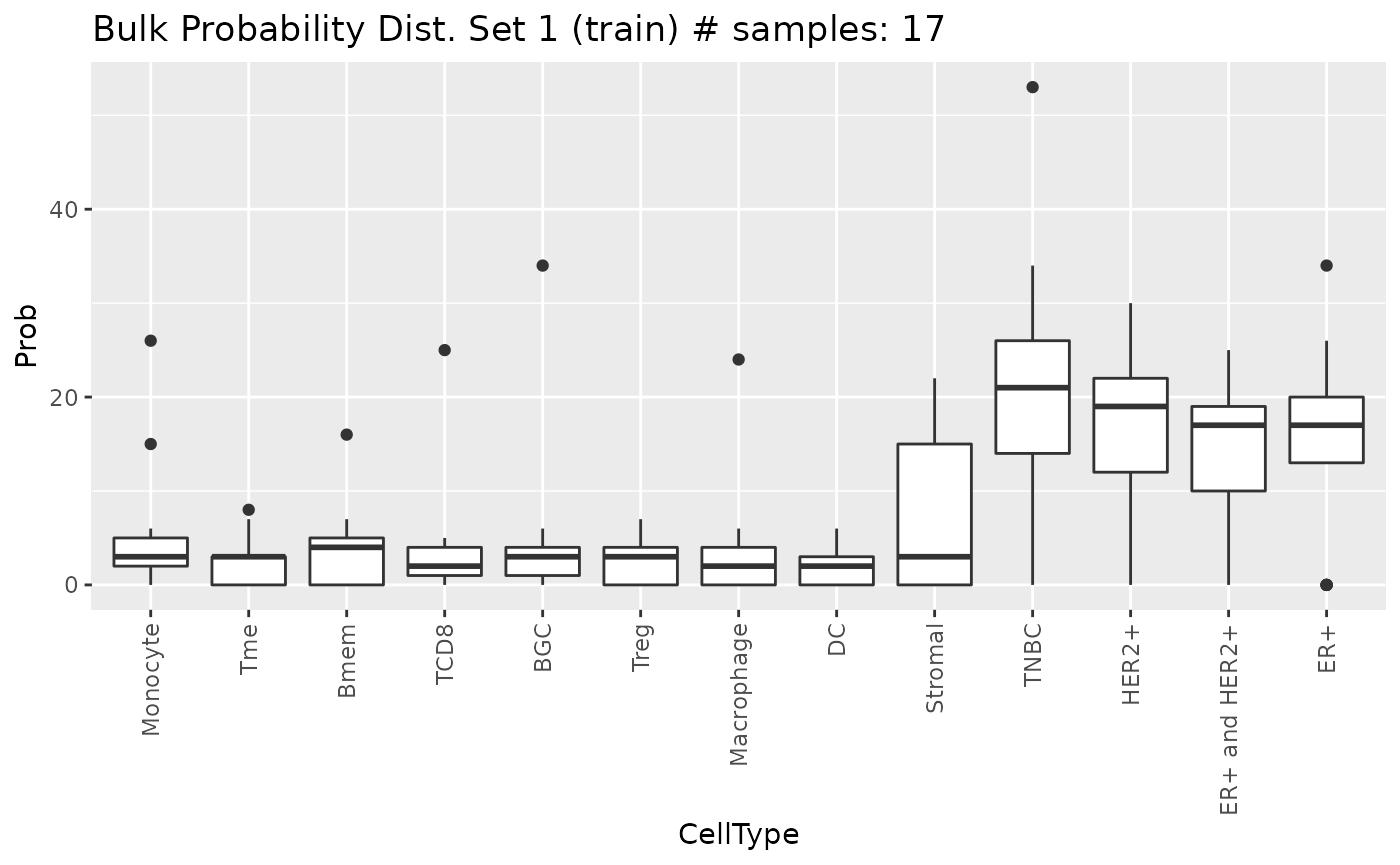 Bulk Probability Dist. Set 1 (train) # samples: 17
Prob
40
20
0
Monocyte
Tme
Bmem
TCD8
BGC
Treg
Macrophage
DC
Stromal
TNBC
HER2+
ER+ and HER2+
ER+
CellType